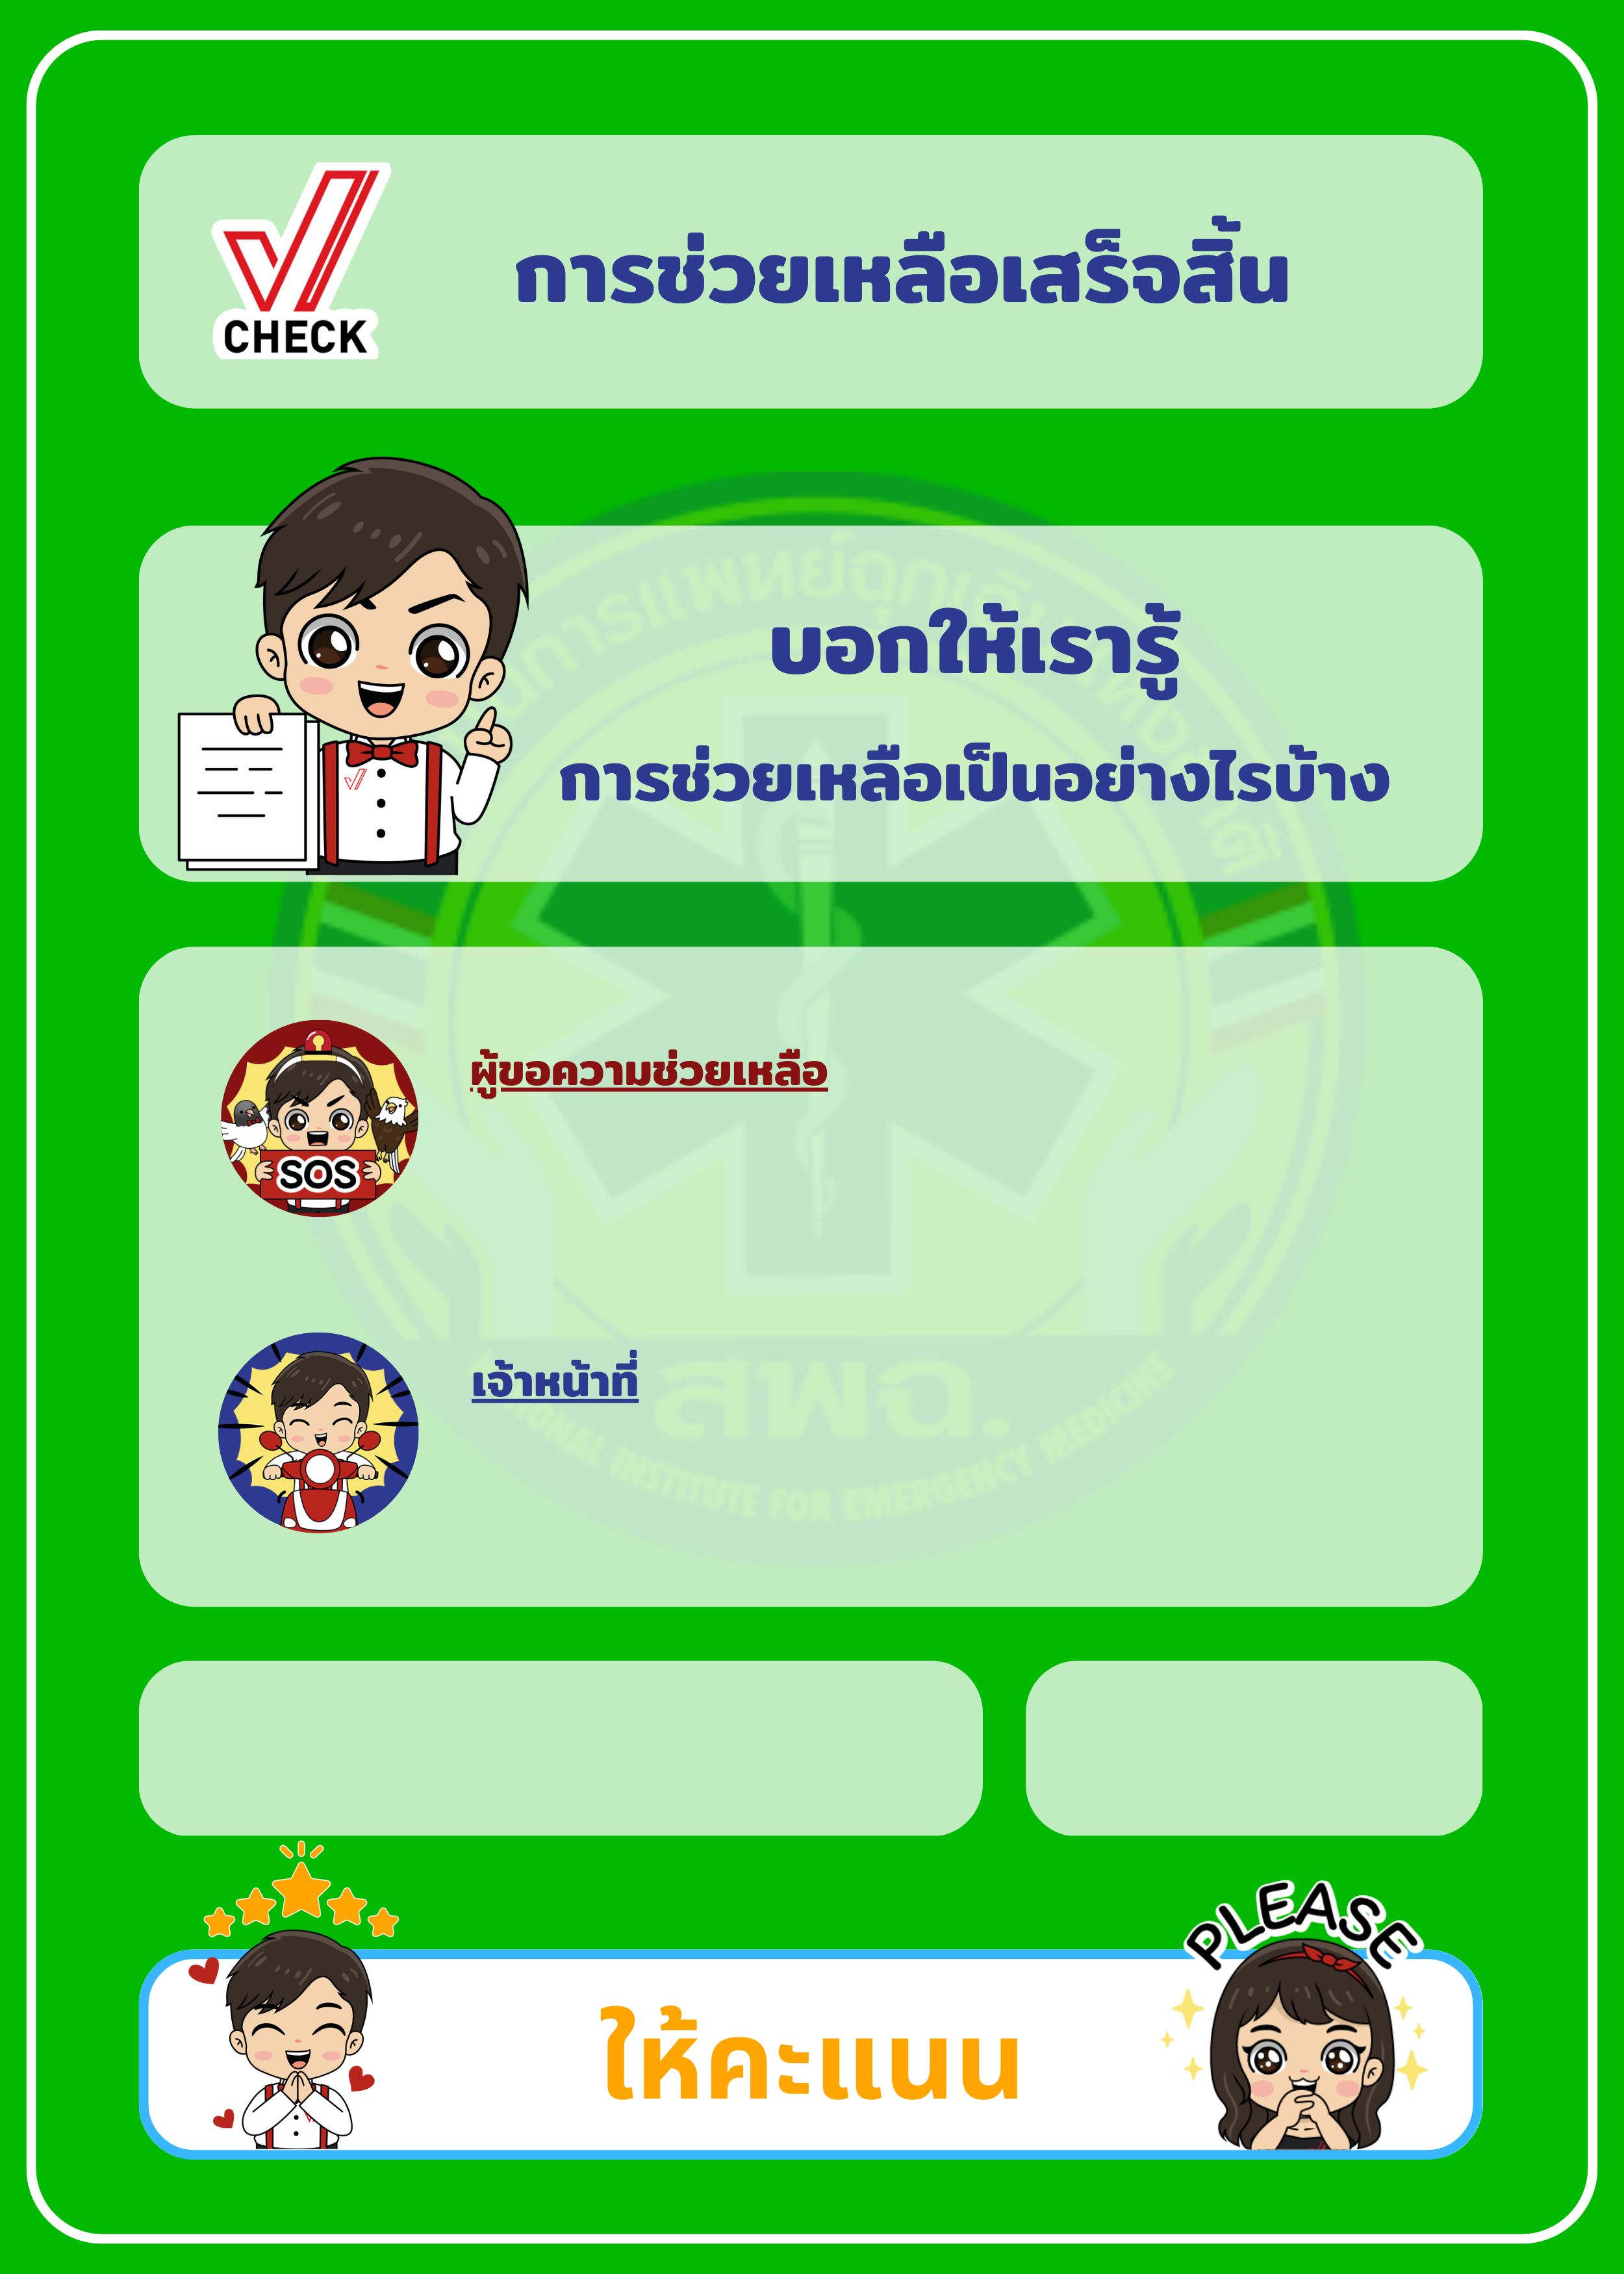 CHECK
การช่วยเหลือเสร็จสิ้น
บอกให้เรารู้
การช่วยเหลือเป็นอย่างไรบ้าง
ผู้ขอความช่วยเหลือ
SOS
เจ้าหน้าที่
สพฉ.
INSTITUTE FOR EMERGENCY MEDICINE
PLEASE
ให้คะแนน